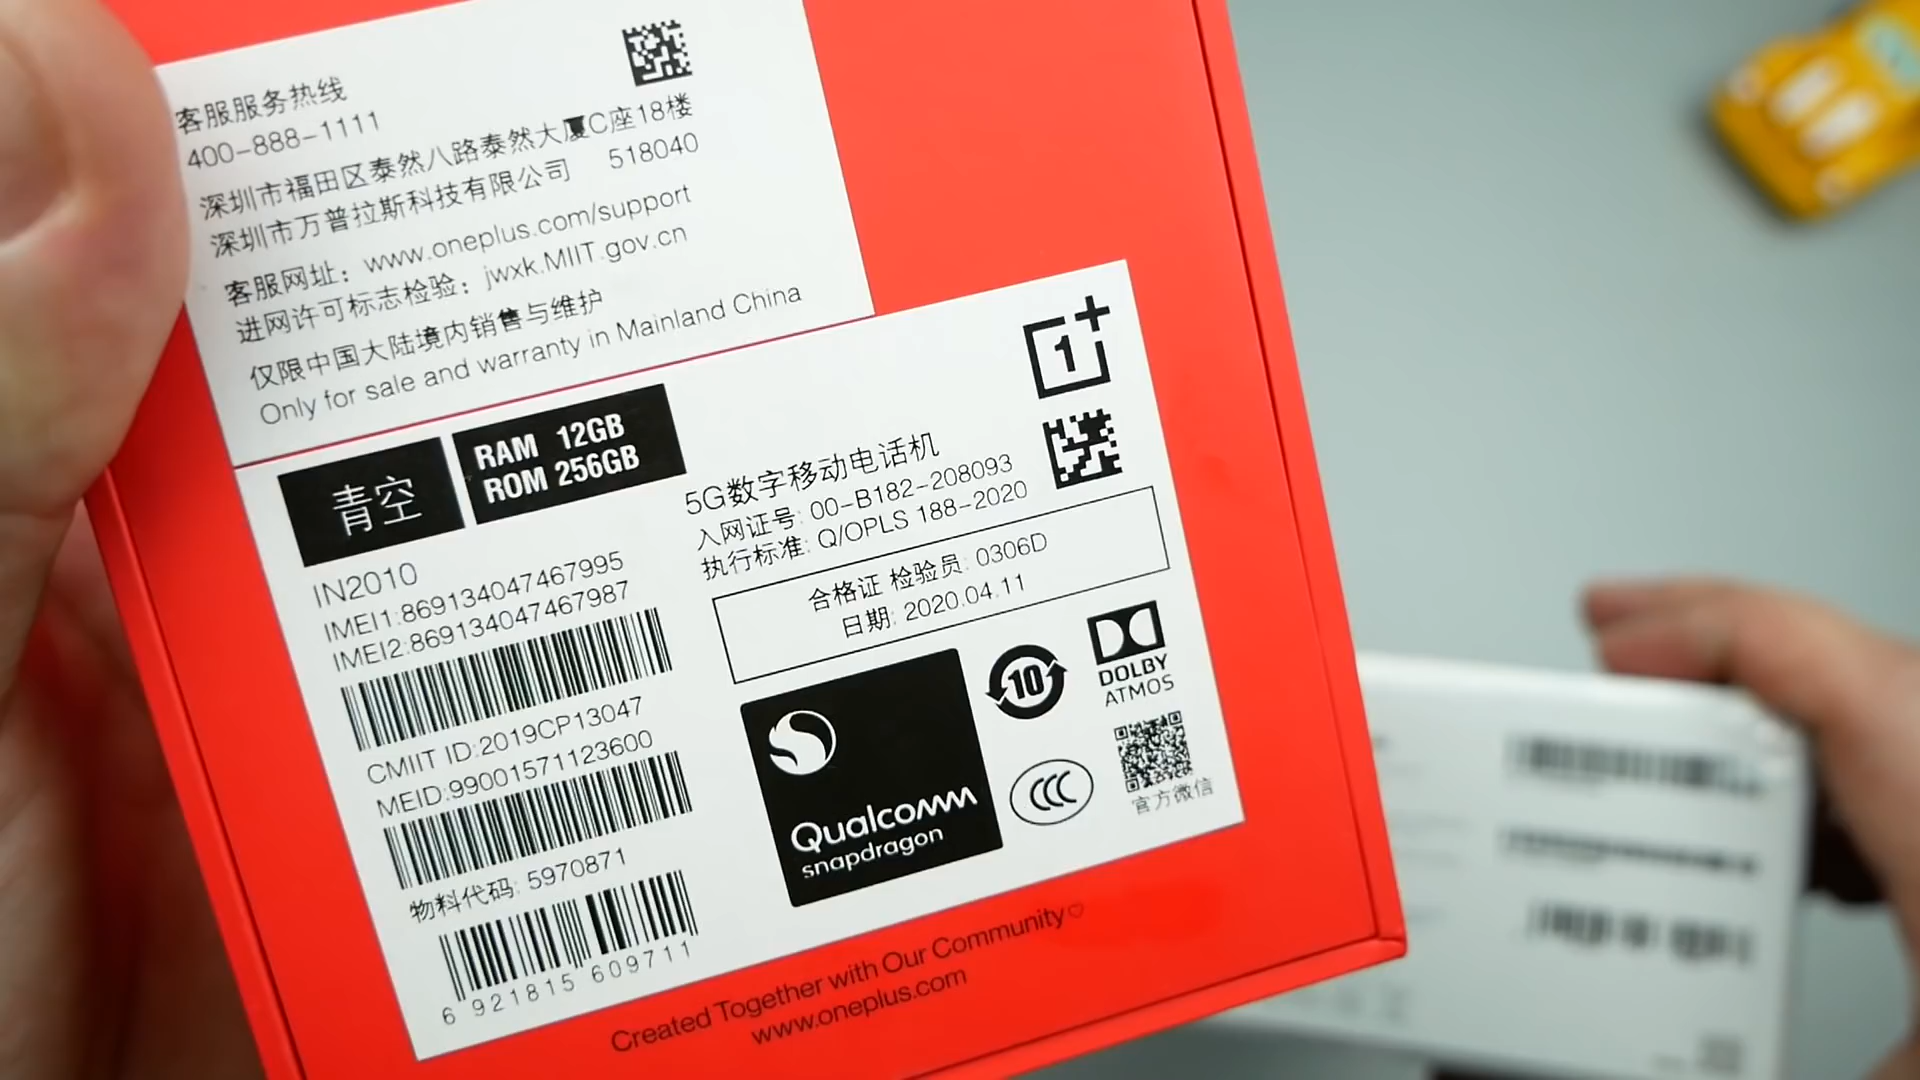 客服服务热线
400-888-1111
深圳市福田区泰然八路泰然大厦C座18楼
深圳市万普拉斯科技有限公司 518040
客服网址：www.oneplus.com/support
进网许可标志检验：jwxk.MIIT.gov.cn
仅限中国大陆境内销售与维护
Only for sale and warranty in Mainland China
青空
RAM 12GB
ROM 256GB
IN2010
IMEI1:869134047467995
IMEI2:869134047467987
CMIIT ID:2019CP13047
MEID:99001571123600
物料代码: 5970871
6 921815 609711
1+
5G数字移动电话机
入网证号: 00-B182-208093
执行标准: Q/OPLS 188-2020
合格证 检验员: 0306D
日期: 2020.04.11
Qualcomm
snapdragon
10
DOLBY
ATMOS
CCC
官方微信
Created Together with Our Community♡
www.oneplus.com